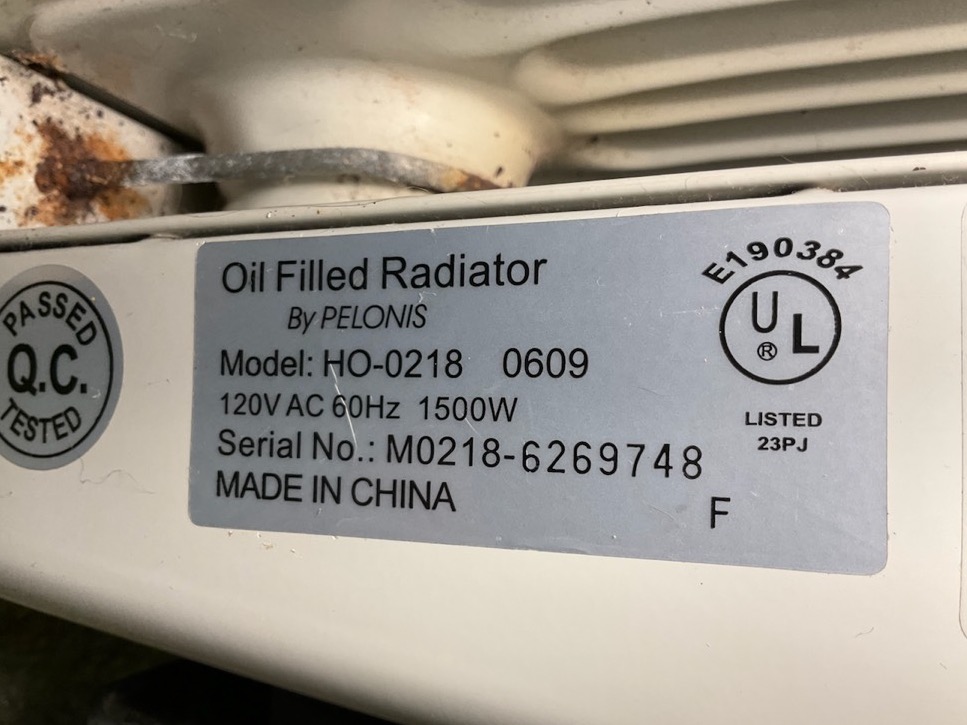 PASSED
Q.C.
TESTED
Oil Filled Radiator
By PELONIS
Model: HO-0218 0609
120V AC 60Hz 1500W
Serial No.: M0218-6269748
MADE IN CHINA
F
E190384
UL
®
LISTED
23PJ